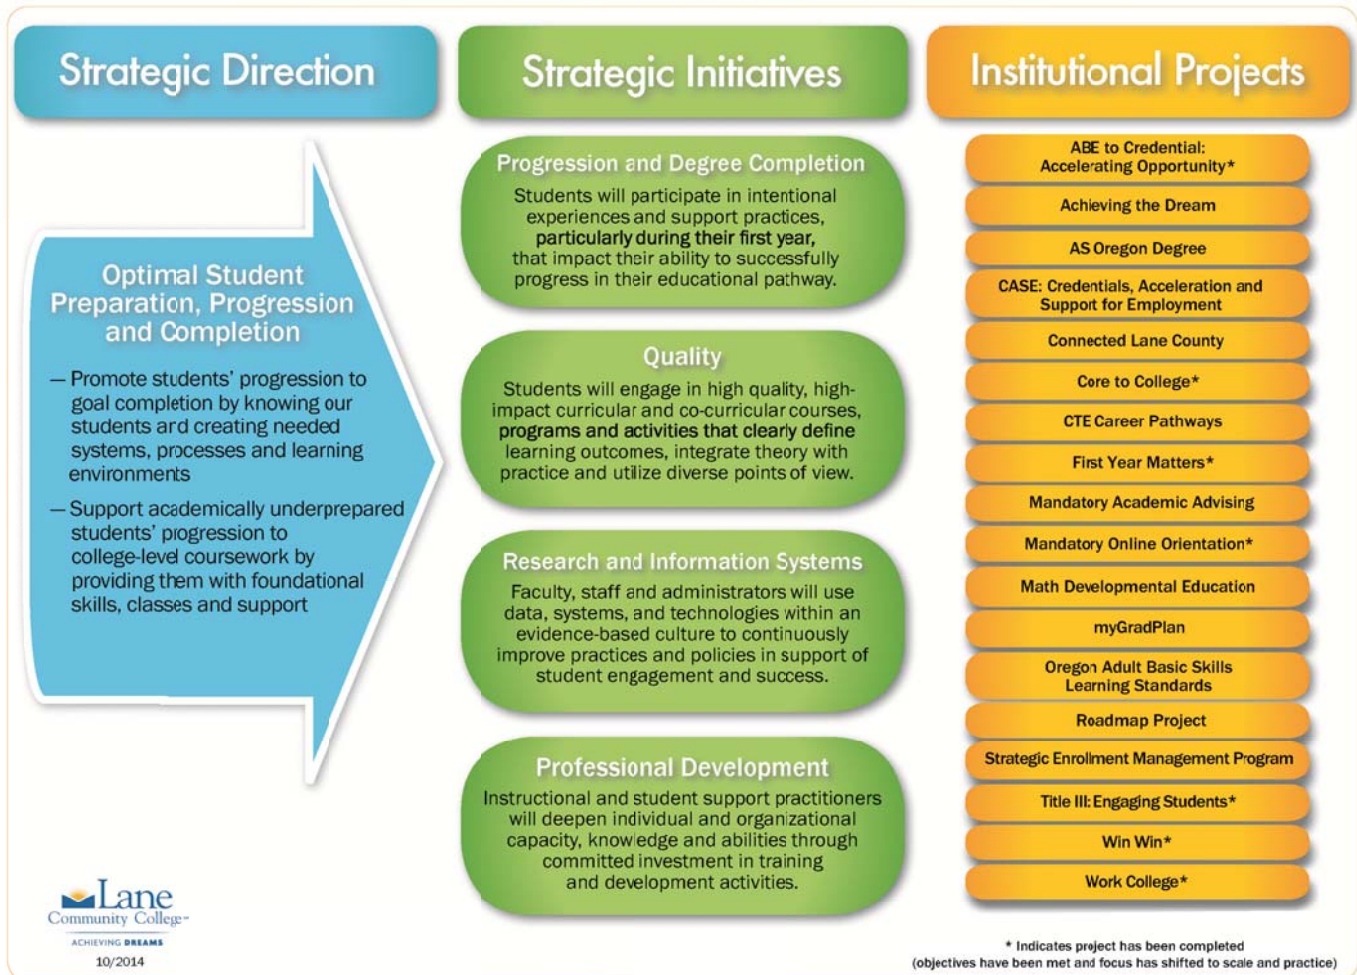 Strategic Direction
Optimal Student
Preparation, Progression
and Completion
— Promote students' progression to
goal completion by knowing our
students and creating needed
systems, processes and learning
environments
— Support academically underprepared
students' progression to
college-level coursework by
providing them with foundational
skills, classes and support
Lane
Community College™
ACHIEVING DREAMS
10/2014
Strategic Initiatives
Progression and Degree Completion
Students will participate in intentional
experiences and support practices,
particularly during their first year,
that impact their ability to successfully
progress in their educational pathway.
Quality
Students will engage in high quality, high-
impact curricular and co-curricular courses,
programs and activities that clearly define
learning outcomes, integrate theory with
practice and utilize diverse points of view.
Research and Information Systems
Faculty, staff and administrators will use
data, systems, and technologies within an
evidence-based culture to continuously
improve practices and policies in support of
student engagement and success.
Professional Development
Instructional and student support practitioners
will deepen individual and organizational
capacity, knowledge and abilities through
committed investment in training
and development activities.
Institutional Projects
ABE to Credential:
Accelerating Opportunity*
Achieving the Dream
AS Oregon Degree
CASE: Credentials, Acceleration and
Support for Employment
Connected Lane County
Core to College*
CTE Career Pathways
First Year Matters*
Mandatory Academic Advising
Mandatory Online Orientation*
Math Developmental Education
myGradPlan
Oregon Adult Basic Skills
Learning Standards
Roadmap Project
Strategic Enrollment Management Program
Title III: Engaging Students*
Win Win*
Work College*
* Indicates project has been completed
(objectives have been met and focus has shifted to scale and practice)